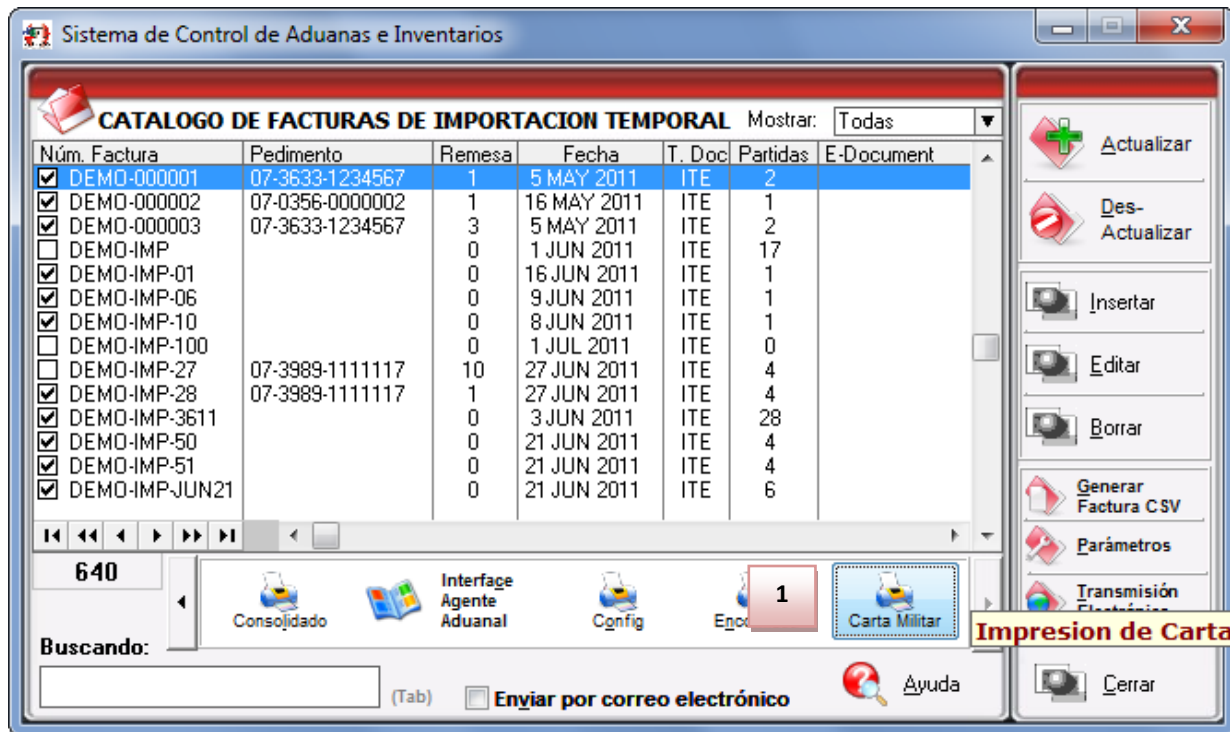 Sistema de Control de Aduanas e Inventarios
CATALOGO DE FACTURAS DE IMPORTACION TEMPORAL Mostrar: Todas
Núm. Factura Pedimento Remesa Fecha T. Doc Partidas E-Document
DEMO-000001 07-3633-1234567 1 5 MAY 2011 ITE 2
DEMO-000002 07-0356-0000002 1 16 MAY 2011 ITE 1
DEMO-000003 07-3633-1234567 3 5 MAY 2011 ITE 2
DEMO-IMP 0 1 JUN 2011 ITE 17
DEMO-IMP-01 0 16 JUN 2011 ITE 1
DEMO-IMP-06 0 9 JUN 2011 ITE 1
DEMO-IMP-10 0 8 JUN 2011 ITE 1
DEMO-IMP-100 0 1 JUL 2011 ITE 0
DEMO-IMP-27 07-3989-1111117 10 27 JUN 2011 ITE 4
DEMO-IMP-28 07-3989-1111117 1 27 JUN 2011 ITE 4
DEMO-IMP-3611 0 3 JUN 2011 ITE 28
DEMO-IMP-50 0 21 JUN 2011 ITE 4
DEMO-IMP-51 0 21 JUN 2011 ITE 4
DEMO-IMP-JUN21 0 21 JUN 2011 ITE 6
640
Consolidado
Interface
Agente
Aduanal
Config
1
Carta Militar
Buscando:
(Tab)
Enviar por correo electrónico
Ayuda
Actualizar
Des-
Actualizar
Insertar
Editar
Borrar
Generar
Factura CSV
Parámetros
Transmisión
Impresion de Carta
Cerrar